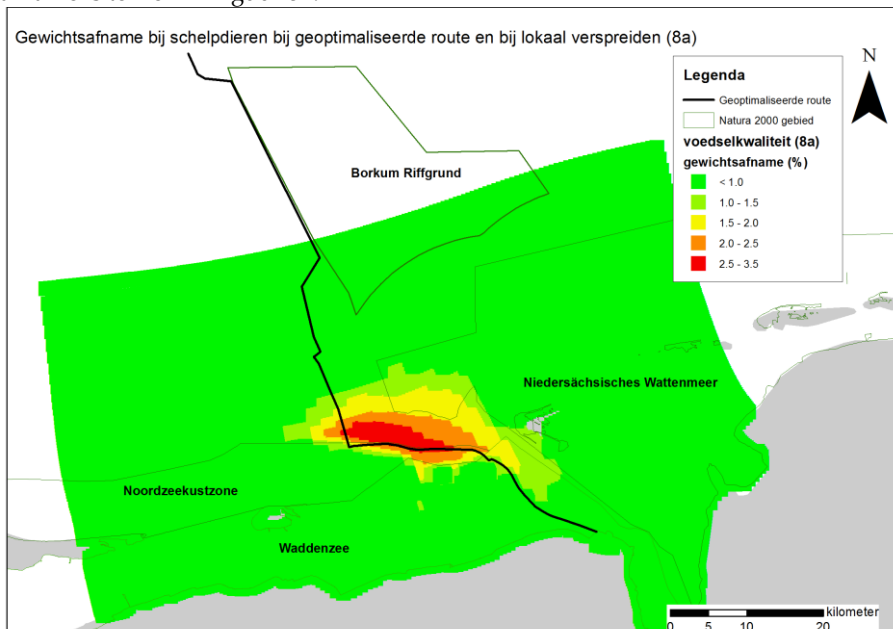 Gewichtsafname bij schelpdieren bij geoptimaliseerde route en bij lokaal verspreiden (8a)
Legenda
Geoptimaliseerde route
Natura 2000 gebied
voedselkwaliteit (8a)
gewichtsafname (%)
< 1.0
1.0 - 1.5
1.5 - 2.0
2.0 - 2.5
2.5 - 3.5
N
Borkum Riffgrund
Niedersächsisches Wattenmeer
Noordzeekustzone
Waddenzee
kilometer
0 5 10 20